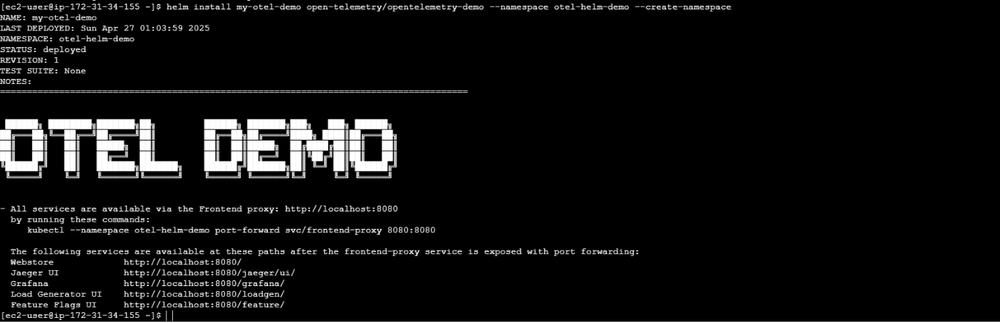 [ec2-user@ip-172-31-34-155 ~]$ helm install my-otel-demo open-telemetry/opentelemetry-demo --namespace otel-helm-demo --create-namespace
NAME: my-otel-demo
LAST DEPLOYED: Sun Apr 27 01:03:59 2025
NAMESPACE: otel-helm-demo
STATUS: deployed
REVISION: 1
TEST SUITE: None
NOTES:
=======================================================================================
OTEL DEMO
- All services are available via the Frontend proxy: http://localhost:8080
by running these commands:
kubectl --namespace otel-helm-demo port-forward svc/frontend-proxy 8080:8080
The following services are available at these paths after the frontend-proxy service is exposed with port forwarding:
Webstore http://localhost:8080/
Jaeger UI http://localhost:8080/jaeger/ui/
Grafana http://localhost:8080/grafana/
Load Generator UI http://localhost:8080/loadgen/
Feature Flags UI http://localhost:8080/feature/
[ec2-user@ip-172-31-34-155 ~]$